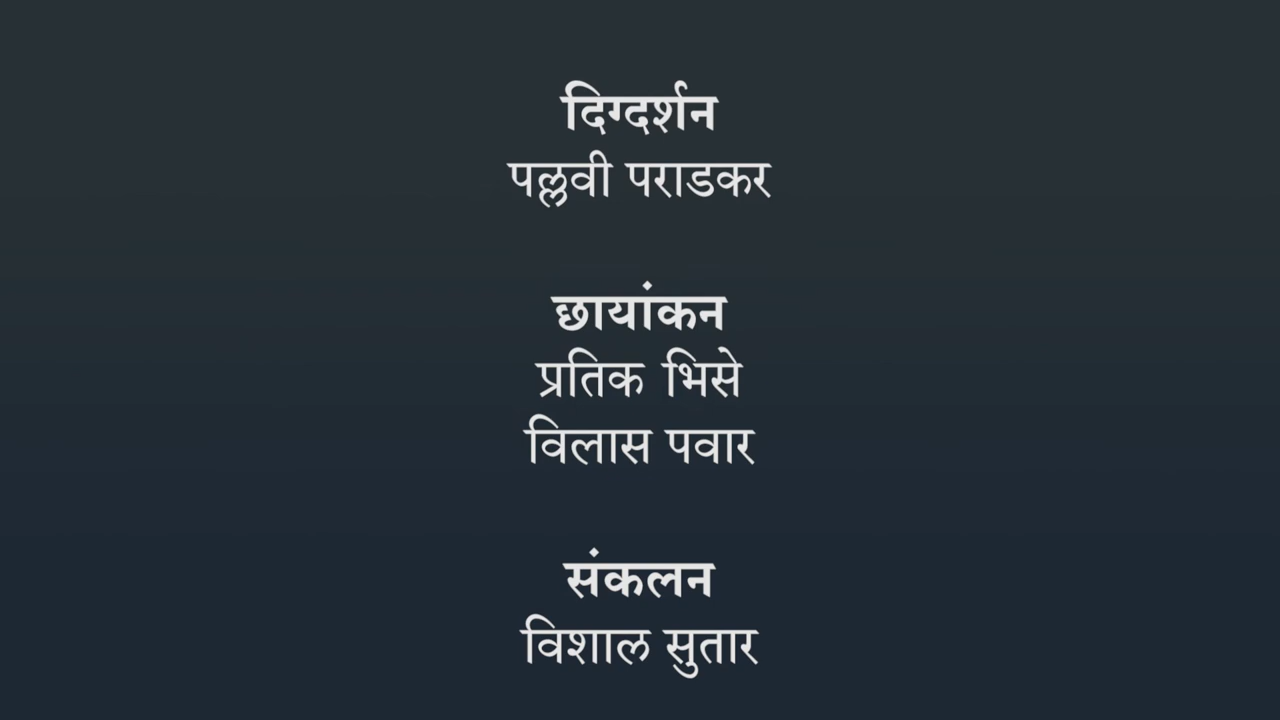 दिग्दर्शन
पल्लवी पराडकर
छायांकन
प्रतिक भिसे
विलास पवार
संकलन
विशाल सुतार